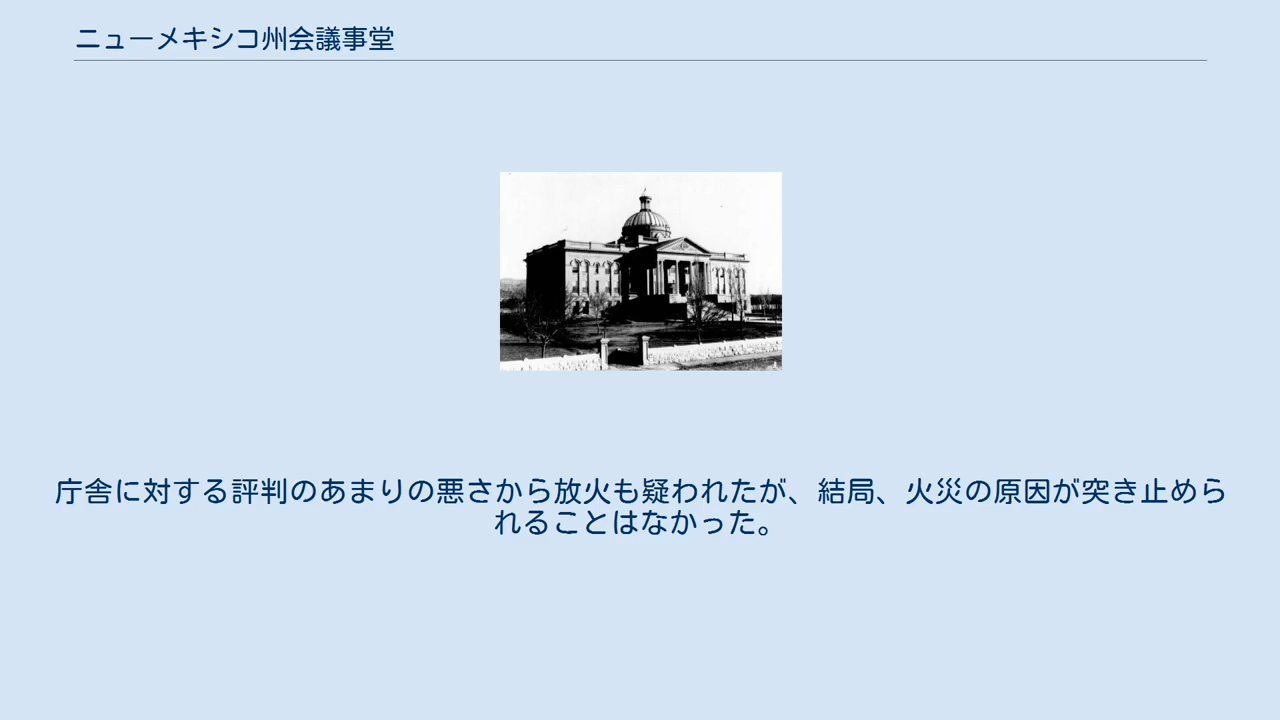 ニューメキシコ州会議事堂
庁舎に対する評判のあまりの悪さから放火も疑われたが、結局、火災の原因が突き止めら
れることはなかった。